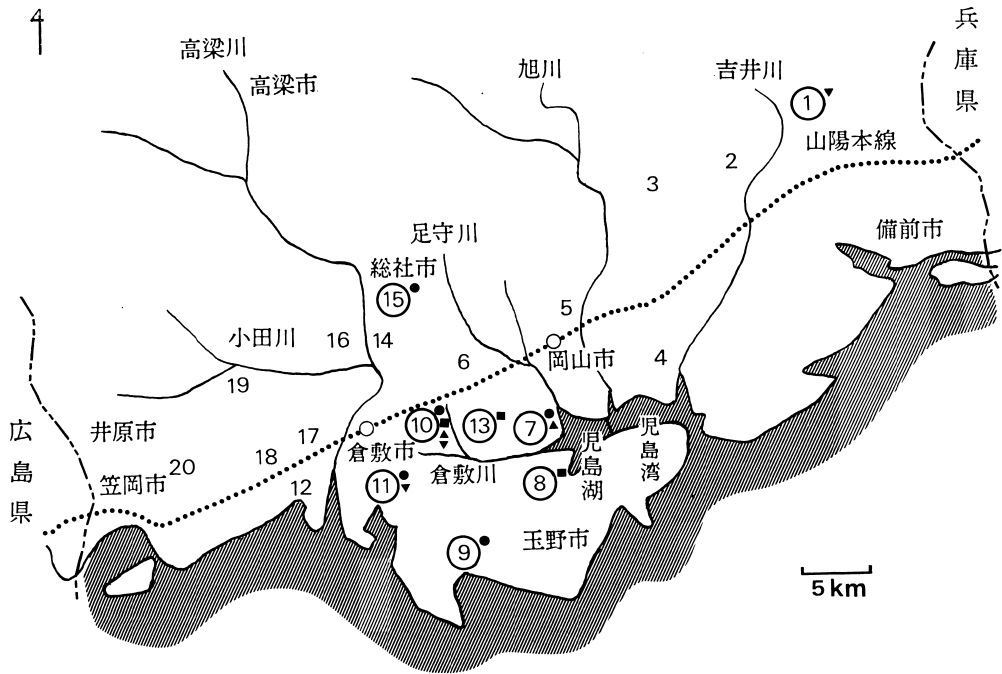 4
高梁川
高梁市
旭川
吉井川
兵庫県
1
山陽本線
2
3
備前市
足守川
総社市
15
小田川
16
14
5
岡山市
4
6
19
広島県
井原市
17
倉敷市
10
13
7
児島湖
児島湾
笠岡市
20
18
12
11
倉敷川
8
9
玉野市
5km